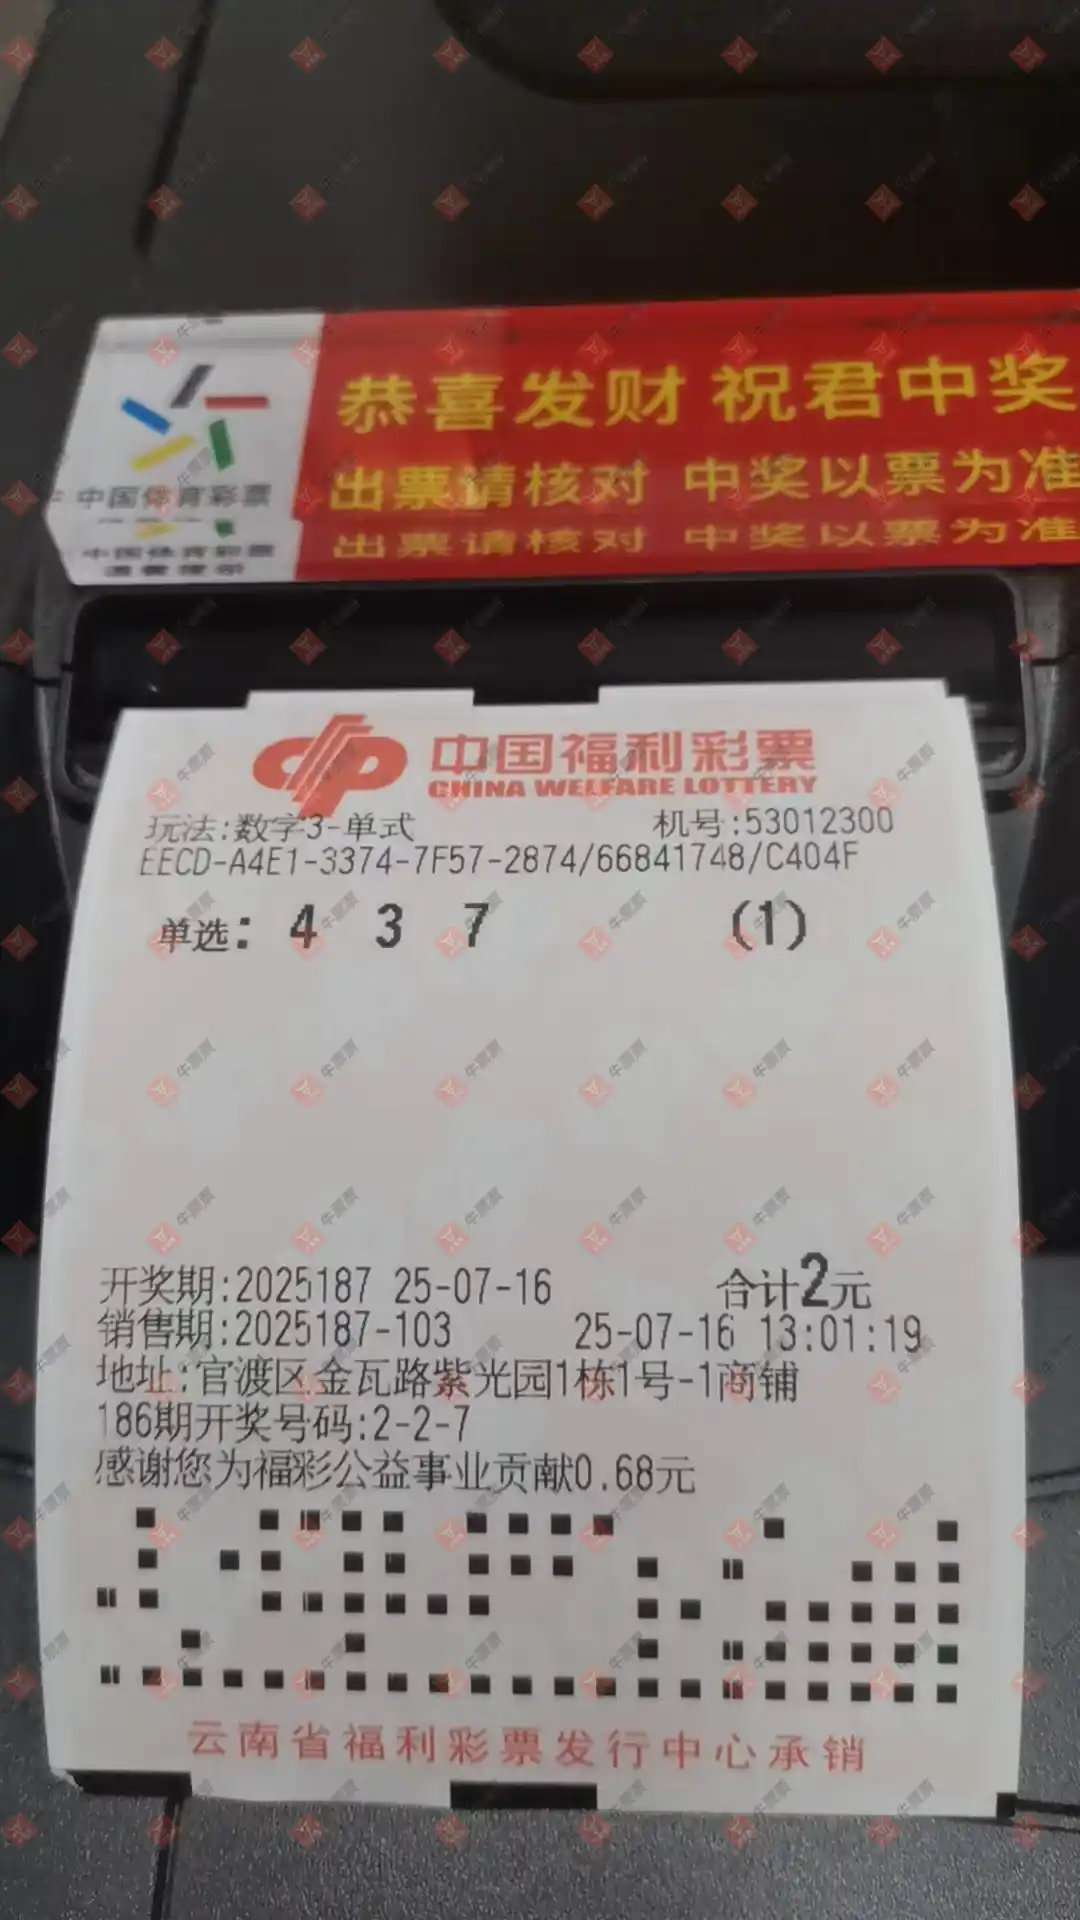 恭喜发财 祝君中奖
出票请核对 中奖以票为准
出票请核对 中奖以票为准
中国体育彩票
中国体育彩票
中国福利彩票
CHINA WELFARE LOTTERY
玩法:数字3-单式 机号:53012300
EECD-A4E1-3374-7F57-2874/66841748/C404F
单选: 4 3 7 (1)
开奖期:2025187 25-07-16 合计2元
销售期:2025187-103 25-07-16 13:01:19
地址:官渡区金瓦路紫光园1栋1号-1商铺
186期开奖号码:2-2-7
感谢您为福彩公益事业贡献0.68元
云南省福利彩票发行中心承销